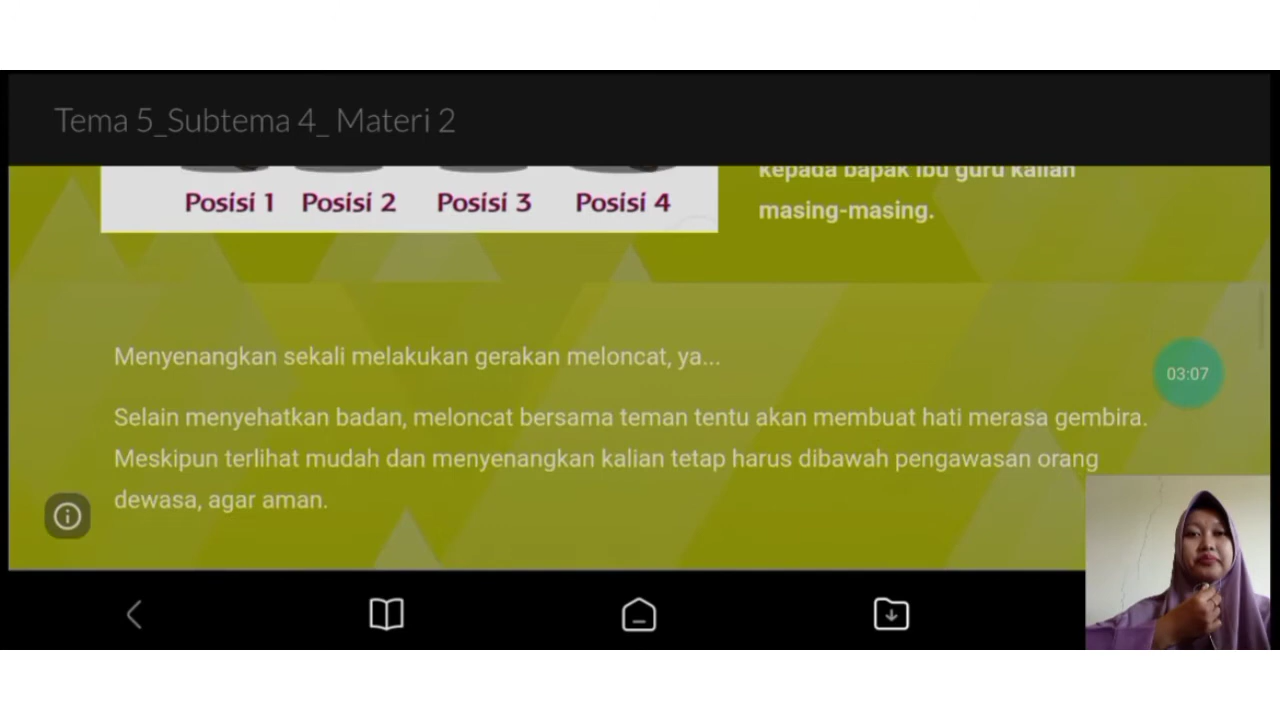 Tema 5_Subtema 4_ Materi 2
Posisi 1 Posisi 2 Posisi 3 Posisi 4
kepada bapak ibu guru kalian
masing-masing.
Menyenangkan sekali melakukan gerakan meloncat, ya...
Selain menyehatkan badan, meloncat bersama teman tentu akan membuat hati merasa gembira.
Meskipun terlihat mudah dan menyenangkan kalian tetap harus dibawah pengawasan orang
dewasa, agar aman.
03:07